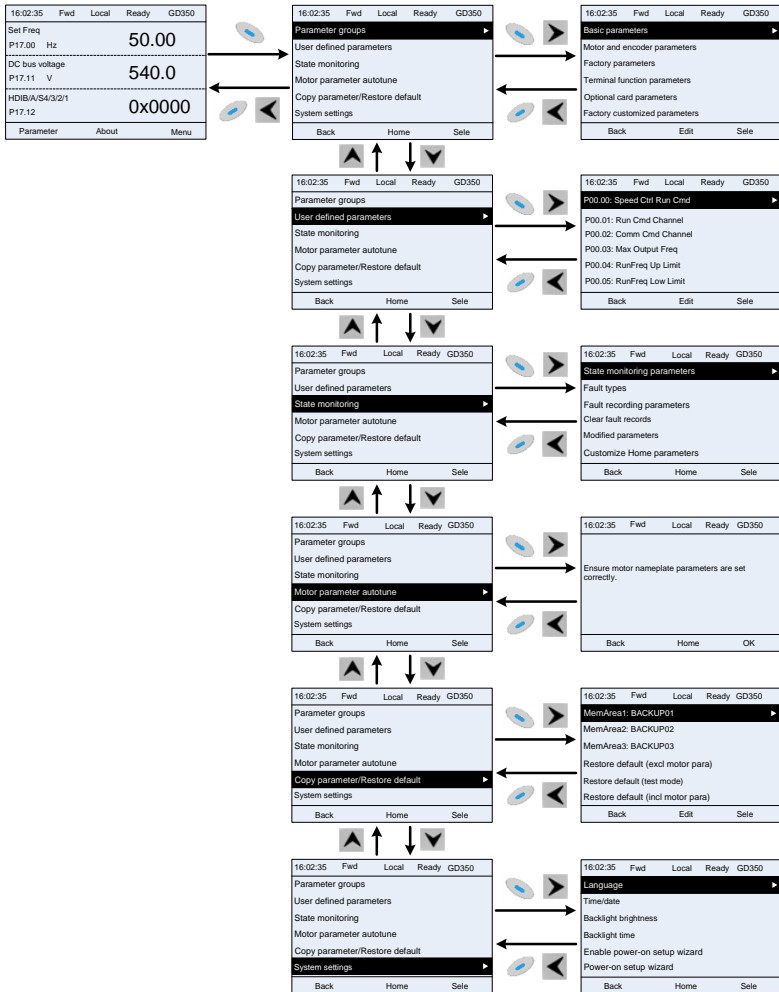 16:02:35 Fwd Local Ready GD350
Set Freq
P17.00 Hz 50.00
DC bus voltage
P17.11 V 540.0
HDIB/A/S4/3/2/1
P17.12 0x0000
Parameter About Menu
16:02:35 Fwd Local Ready GD350
Parameter groups
User defined parameters
State monitoring
Motor parameter autotune
Copy parameter/Restore default
System settings
Back Home Sele
16:02:35 Fwd Local Ready GD350
Basic parameters
Motor and encoder parameters
Factory parameters
Terminal function parameters
Optional card parameters
Factory customized parameters
Back Edit Sele
16:02:35 Fwd Local Ready GD350
Parameter groups
User defined parameters
State monitoring
Motor parameter autotune
Copy parameter/Restore default
System settings
Back Home Sele
16:02:35 Fwd Local Ready GD350
P00.00: Speed Ctrl Run Cmd
P00.01: Run Cmd Channel
P00.02: Comm Cmd Channel
P00.03: Max Output Freq
P00.04: RunFreq Up Limit
P00.05: RunFreq Low Limit
Back Edit Sele
16:02:35 Fwd Local Ready GD350
Parameter groups
User defined parameters
State monitoring
Motor parameter autotune
Copy parameter/Restore default
System settings
Back Home Sele
16:02:35 Fwd Local Ready GD350
State monitoring parameters
Fault types
Fault recording parameters
Clear fault records
Modified parameters
Customize Home parameters
Back Home Sele
16:02:35 Fwd Local Ready GD350
Parameter groups
User defined parameters
State monitoring
Motor parameter autotune
Copy parameter/Restore default
System settings
Back Home Sele
16:02:35 Fwd Local Ready GD350
Ensure motor nameplate parameters are set
correctly.
Back Home OK
16:02:35 Fwd Local Ready GD350
Parameter groups
User defined parameters
State monitoring
Motor parameter autotune
Copy parameter/Restore default
System settings
Back Home Sele
16:02:35 Fwd Local Ready GD350
MemArea1: BACKUP01
MemArea2: BACKUP02
MemArea3: BACKUP03
Restore default (excl motor para)
Restore default (test mode)
Restore default (incl motor para)
Back Edit Sele
16:02:35 Fwd Local Ready GD350
Parameter groups
User defined parameters
State monitoring
Motor parameter autotune
Copy parameter/Restore default
System settings
Back Home Sele
16:02:35 Fwd Local Ready GD350
Language
Time/date
Backlight brightness
Backlight time
Enable power-on setup wizard
Power-on setup wizard
Back Home Sele